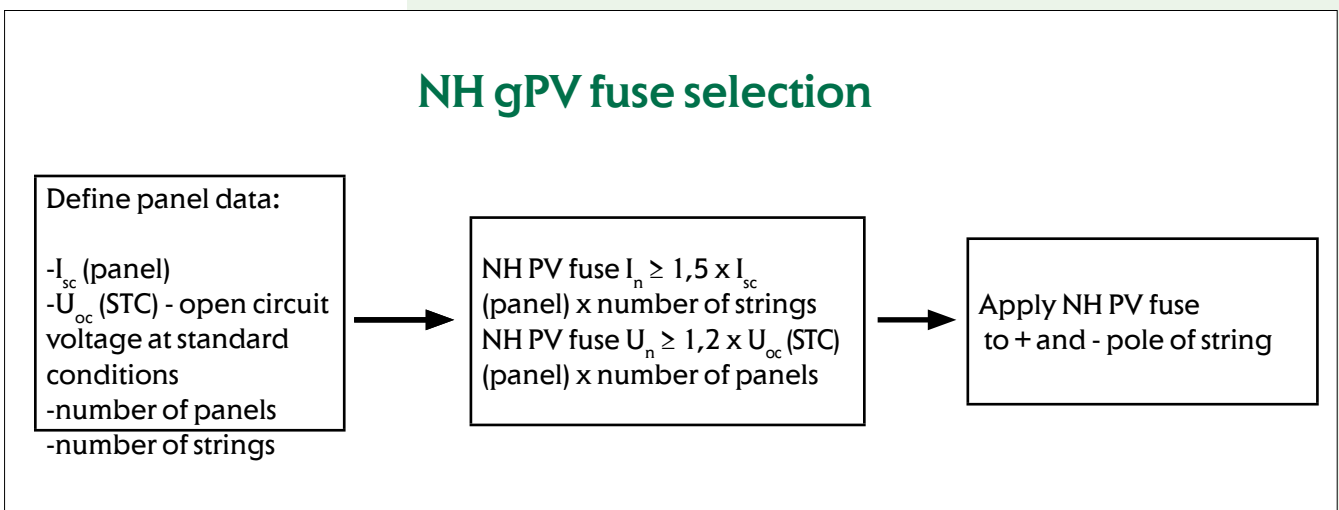 NH gPV fuse selection
Define panel data:
-Isc (panel)
-Uoc (STC) - open circuit
voltage at standard
conditions
-number of panels
-number of strings
NH PV fuse In ≥ 1,5 x Isc
(panel) x number of strings
NH PV fuse Un ≥ 1,2 x Uoc (STC)
(panel) x number of panels
Apply NH PV fuse
to + and - pole of string